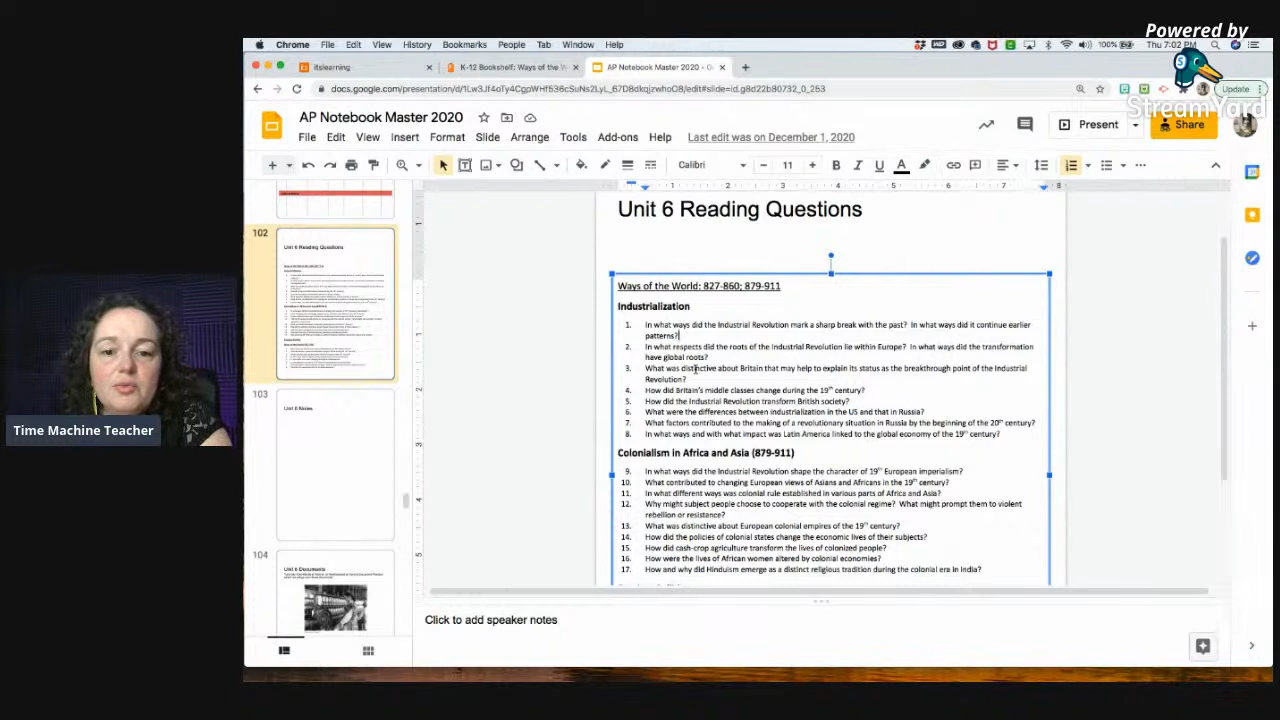 Powered by
StreamYard
Chrome File Edit View History Bookmarks People Tab Window Help
100% Thu 7:02 PM
itslearning
K-12 Bookshelf: Ways of the W
AP Notebook Master 2020 - G
Update
AP Notebook Master 2020
File Edit View Insert Format Slide Arrange Tools Add-ons Help
Last edit was on December 1, 2020
Present
Share
Calibri
11
102
Unit 6 Reading Questions
103
Unit 6 Notes
104
Unit 6 Documents
Unit 6 Reading Questions
Ways of the World: 827-860; 879-911
Industrialization
1. In what ways did the Industrial Revolution mark a sharp break with the past? In what ways did it continue earlier
patterns?
2. In what respects did the roots of the Industrial Revolution lie within Europe? In what ways did the transformation
have global roots?
3. What was distinctive about Britain that may help to explain its status as the breakthrough point of the Industrial
Revolution?
4. How did Britain's middle classes change during the 19th century?
5. How did the Industrial Revolution transform British society?
6. What were the differences between industrialization in the US and that in Russia?
7. What factors contributed to the making of a revolutionary situation in Russia by the beginning of the 20th century?
8. In what ways and with what impact was Latin America linked to the global economy of the 19th century?
Colonialism in Africa and Asia (879-911)
9. In what ways did the Industrial Revolution shape the character of 19th European imperialism?
10. What contributed to changing European views of Asians and Africans in the 19th century?
11. In what different ways was colonial rule established in various parts of Africa and Asia?
12. Why might subject people choose to cooperate with the colonial regime? What might prompt them to violent
rebellion or resistance?
13. What was distinctive about European colonial empires of the 19th century?
14. How did the policies of colonial states change the economic lives of their subjects?
15. How did cash-crop agriculture transform the lives of colonized people?
16. How were the lives of African women altered by colonial economies?
17. How and why did Hinduism emerge as a distinct religious tradition during the colonial era in India?
Click to add speaker notes
Time Machine Teacher